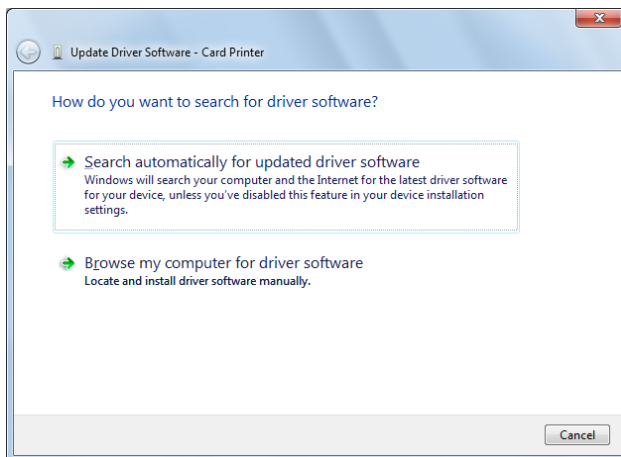 Update Driver Software - Card Printer
How do you want to search for driver software?
Search automatically for updated driver software
Windows will search your computer and the Internet for the latest driver software
for your device, unless you've disabled this feature in your device installation
settings.
Browse my computer for driver software
Locate and install driver software manually.
Cancel